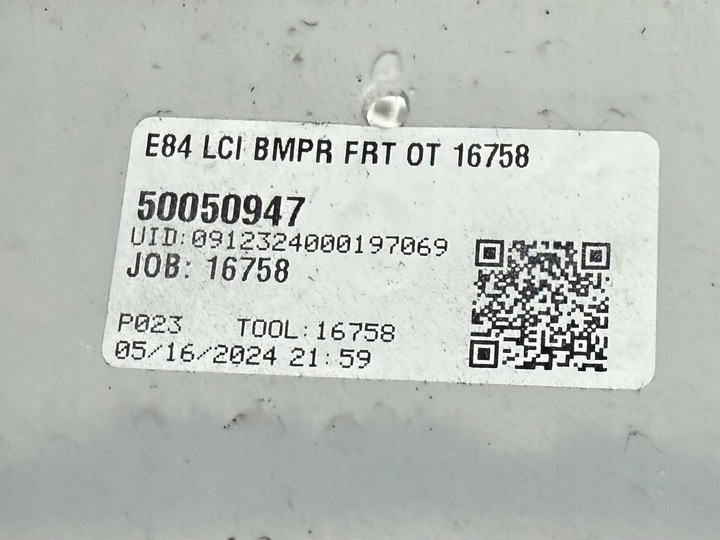 E84 LCI BMPR FRT OT 16758
50050947
UID:0912324000197069
JOB: 16758
P023 TOOL:16758
05/16/2024 21:59